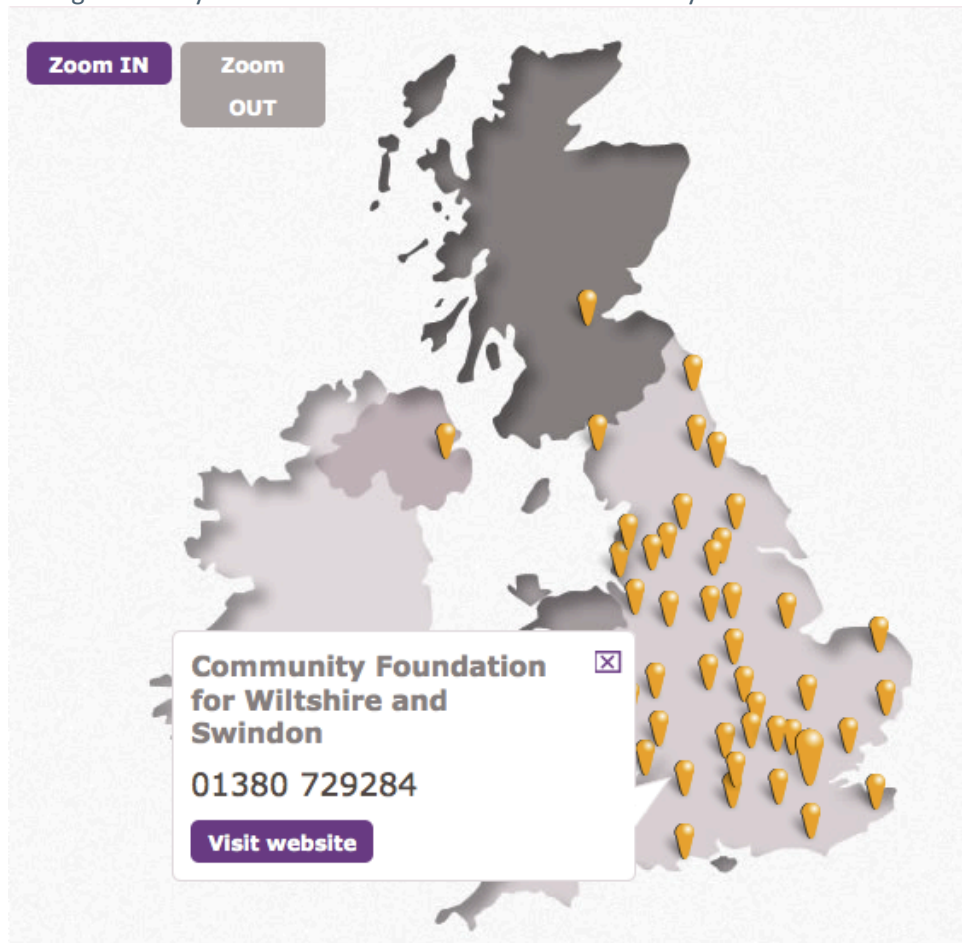 Zoom IN
Zoom
OUT
Community Foundation
for Wiltshire and
Swindon
01380 729284
Visit website